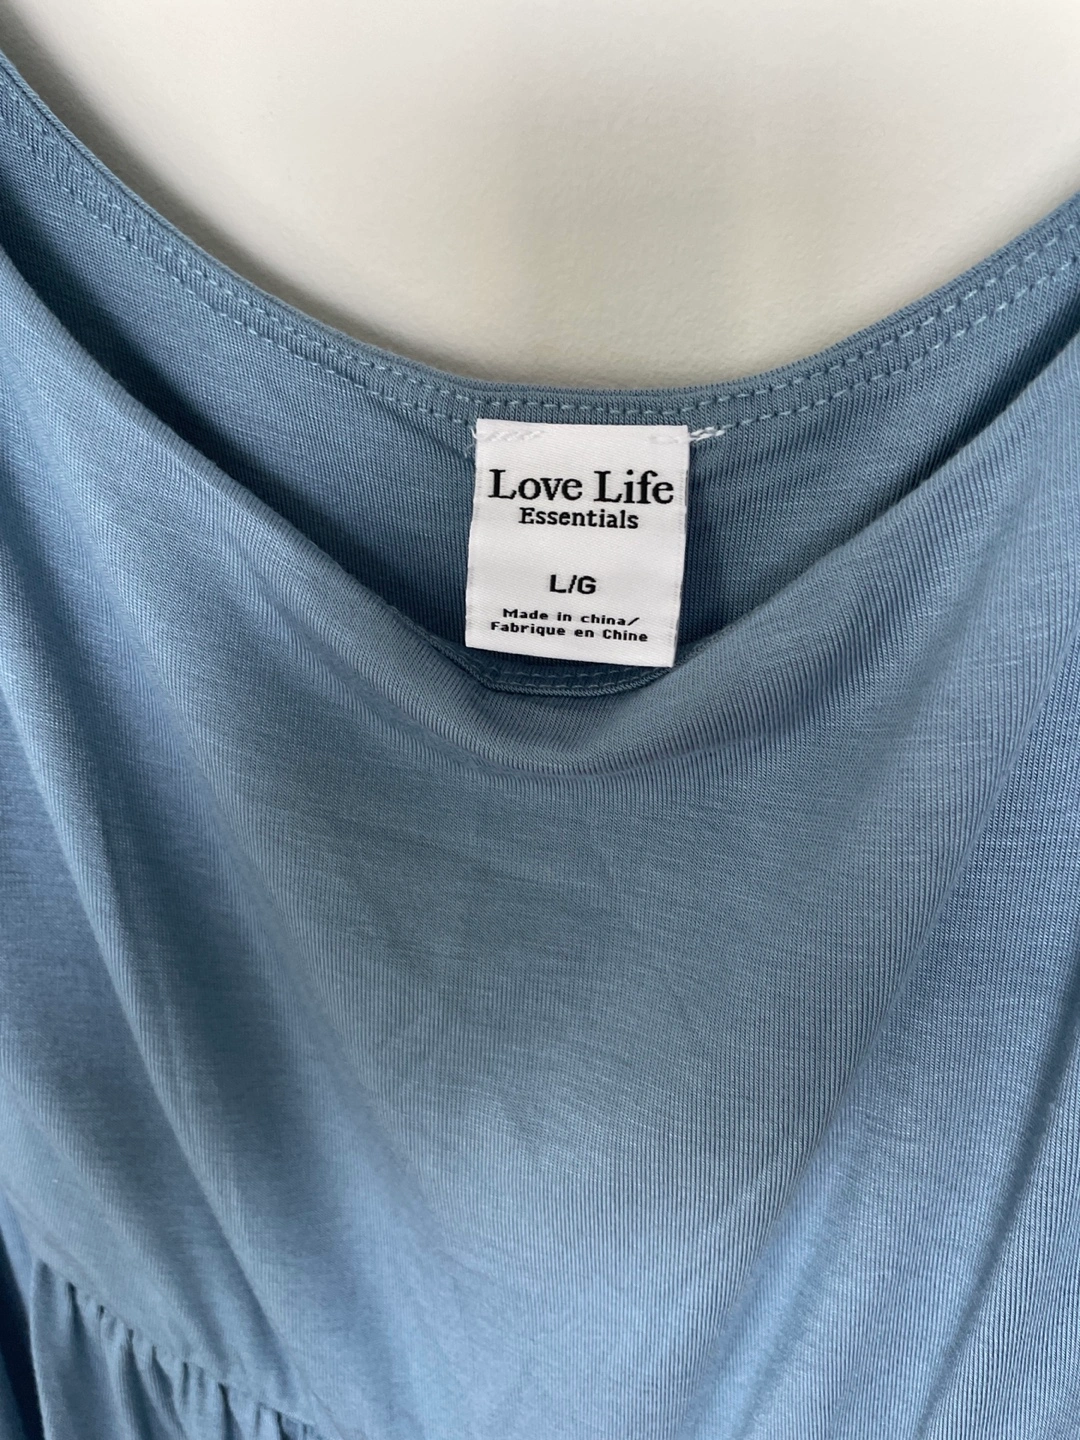 Love Life
Essentials
L/G
Made in china/
Fabrique en Chine